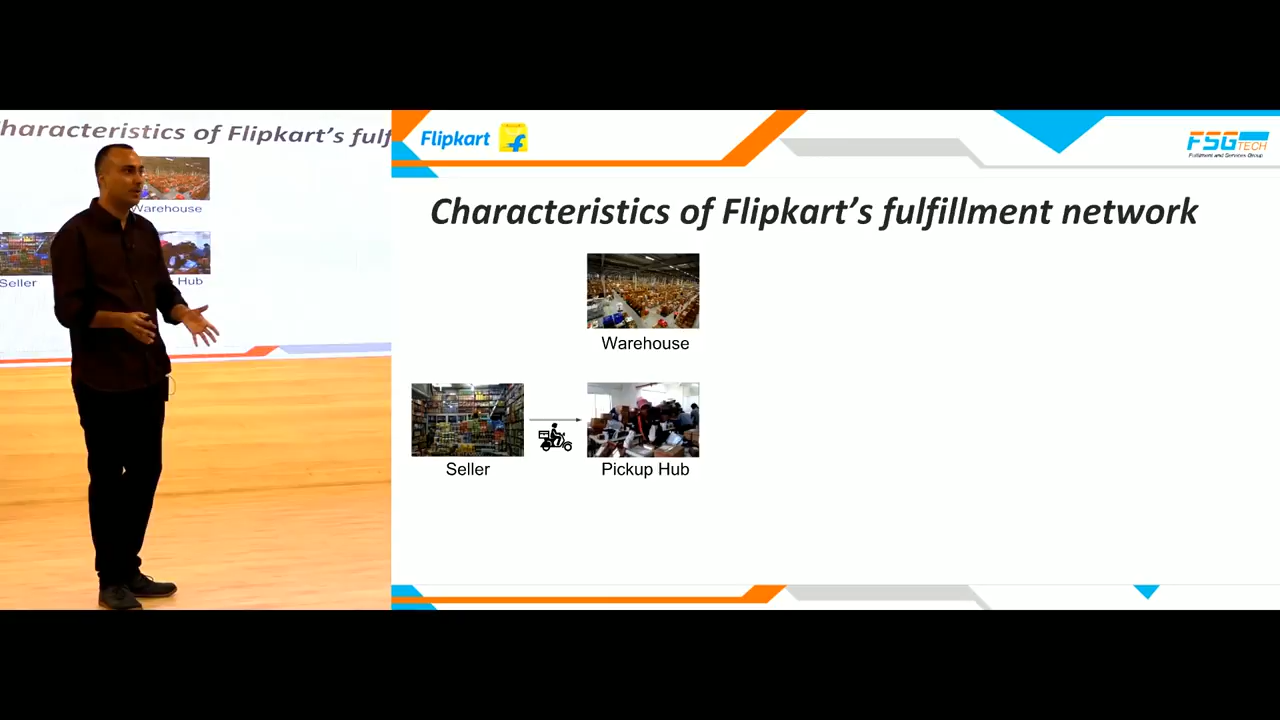 Characteristics of Flipkart's fulf
Warehouse
Seller
Hub
Flipkart
FSG TECH
Fulfilment and Services Group
Characteristics of Flipkart's fulfillment network
Warehouse
Seller
Pickup Hub